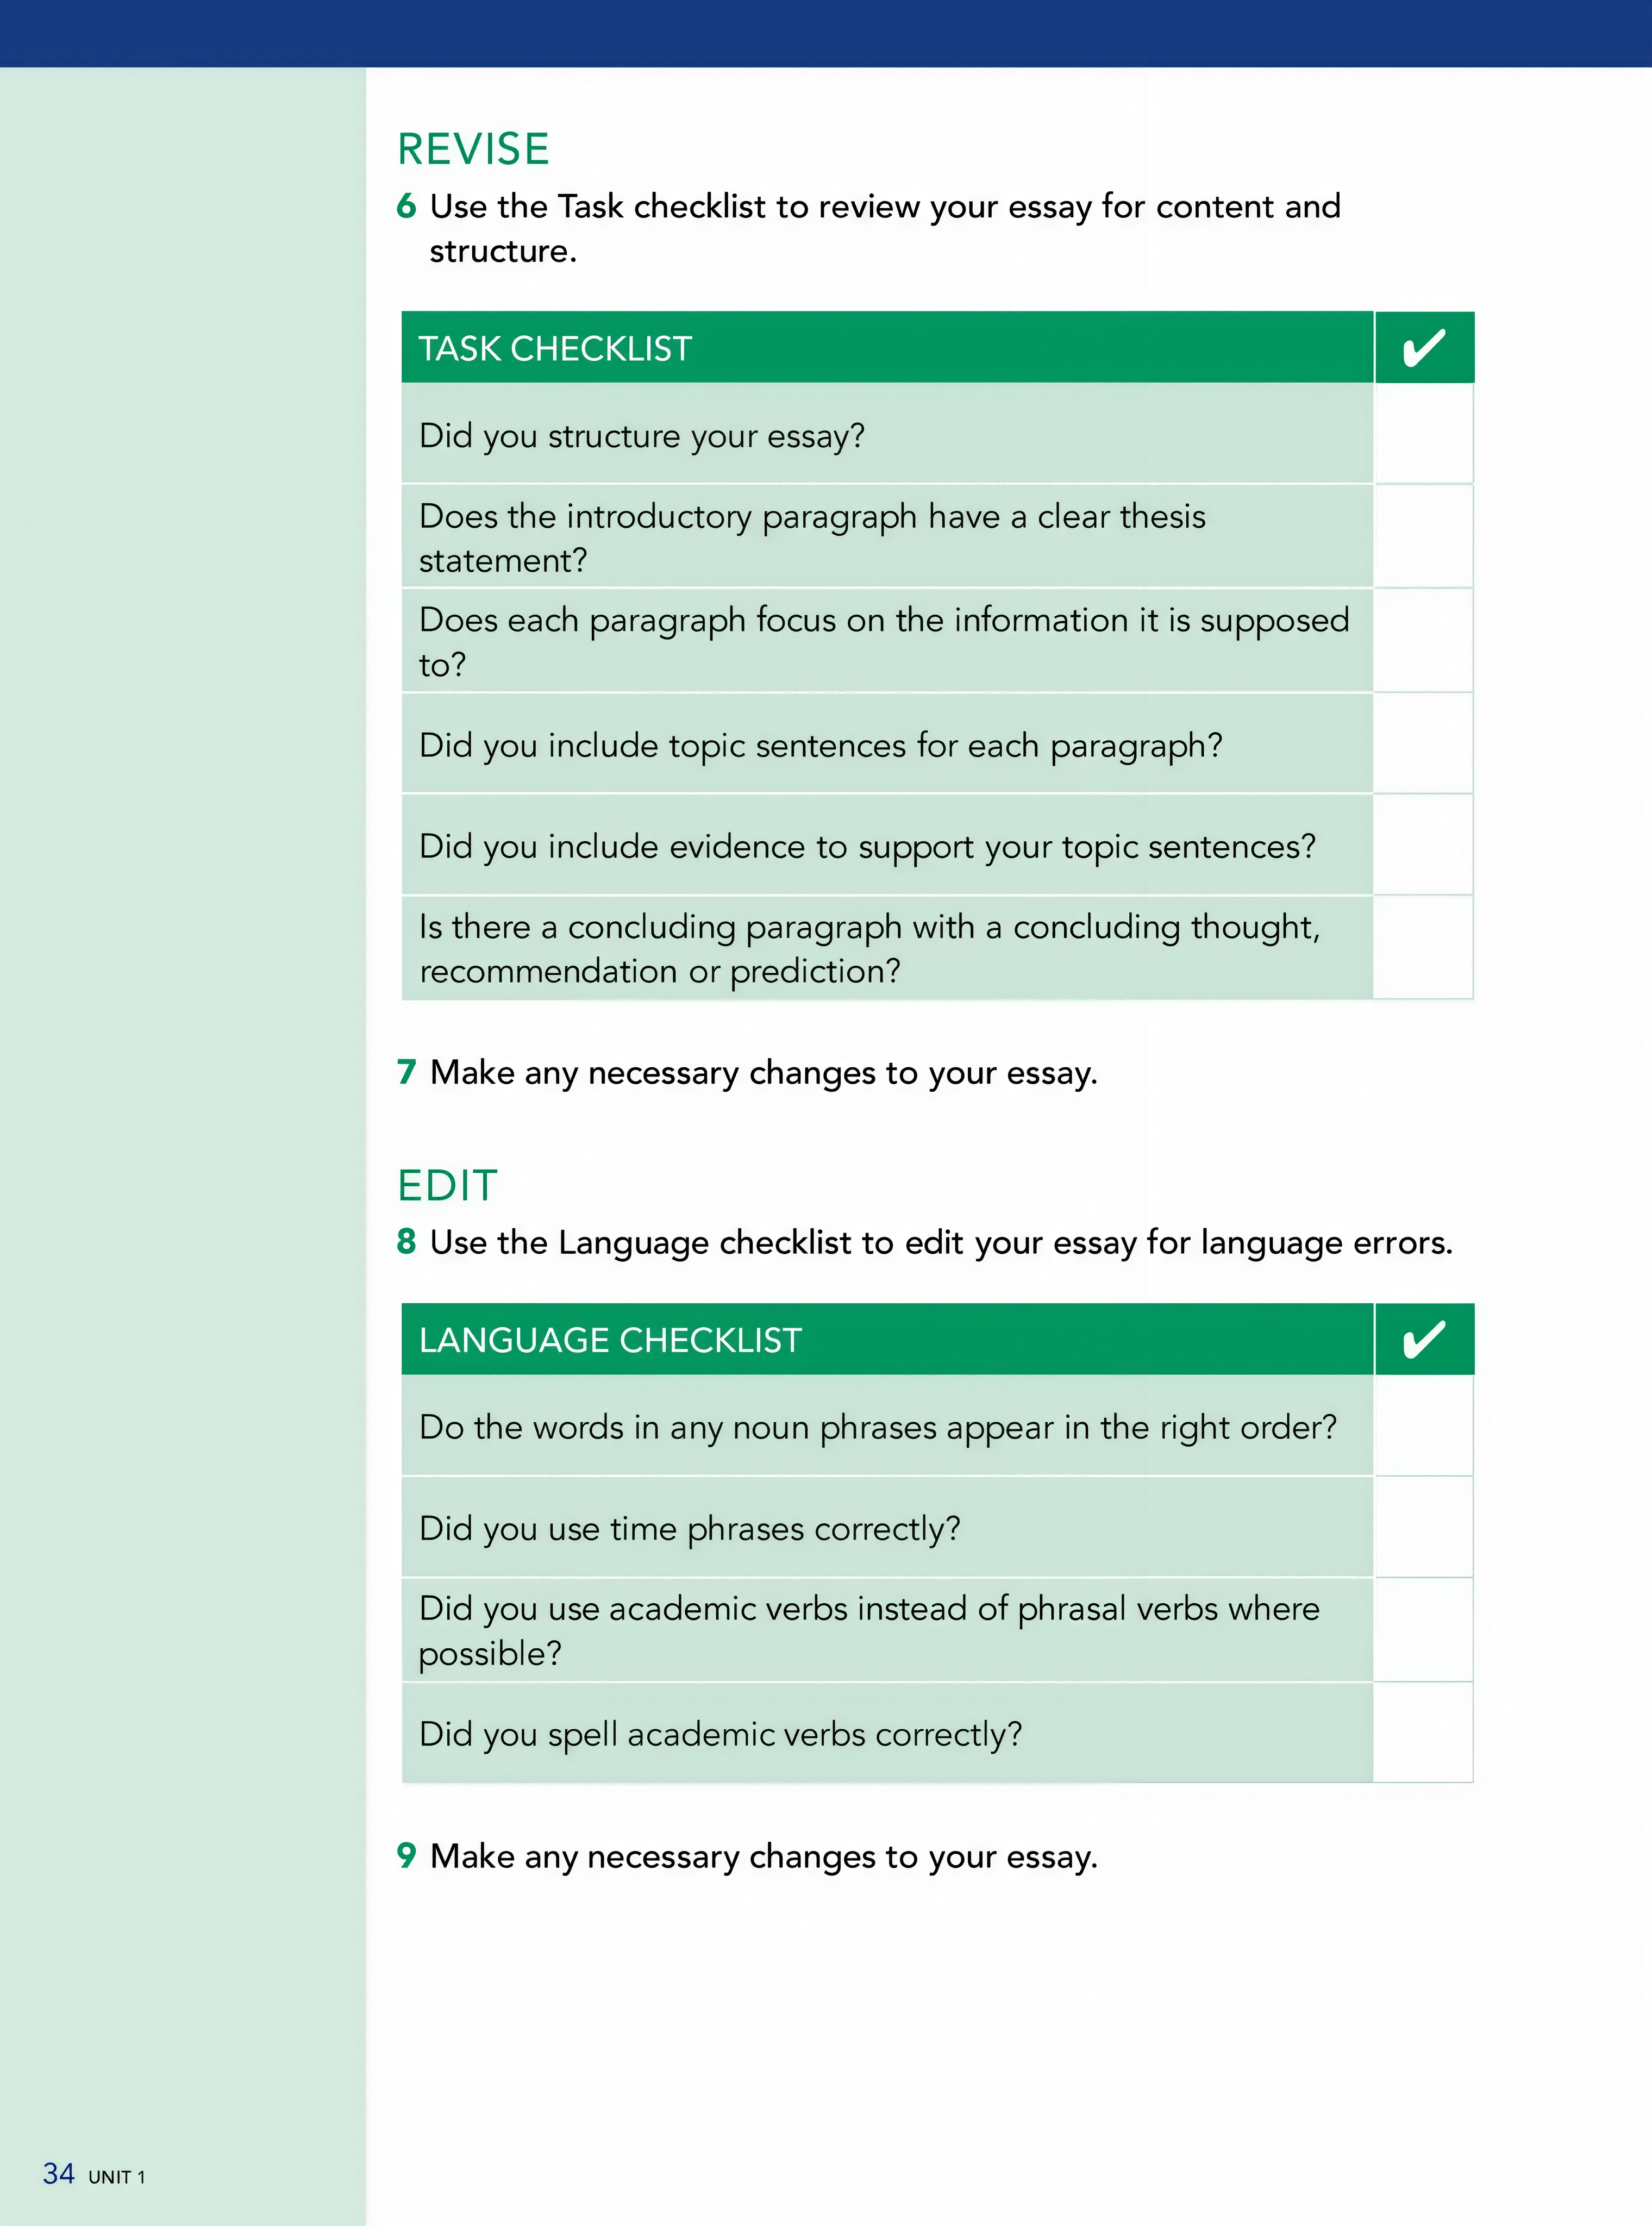 REVISE
6 Use the Task checklist to review your essay for content and
structure.
TASK CHECKLIST ✔
Did you structure your essay?
Does the introductory paragraph have a clear thesis
statement?
Does each paragraph focus on the information it is supposed
to?
Did you include topic sentences for each paragraph?
Did you include evidence to support your topic sentences?
Is there a concluding paragraph with a concluding thought,
recommendation or prediction?
7 Make any necessary changes to your essay.
EDIT
8 Use the Language checklist to edit your essay for language errors.
LANGUAGE CHECKLIST ✔
Do the words in any noun phrases appear in the right order?
Did you use time phrases correctly?
Did you use academic verbs instead of phrasal verbs where
possible?
Did you spell academic verbs correctly?
9 Make any necessary changes to your essay.
34 UNIT 1